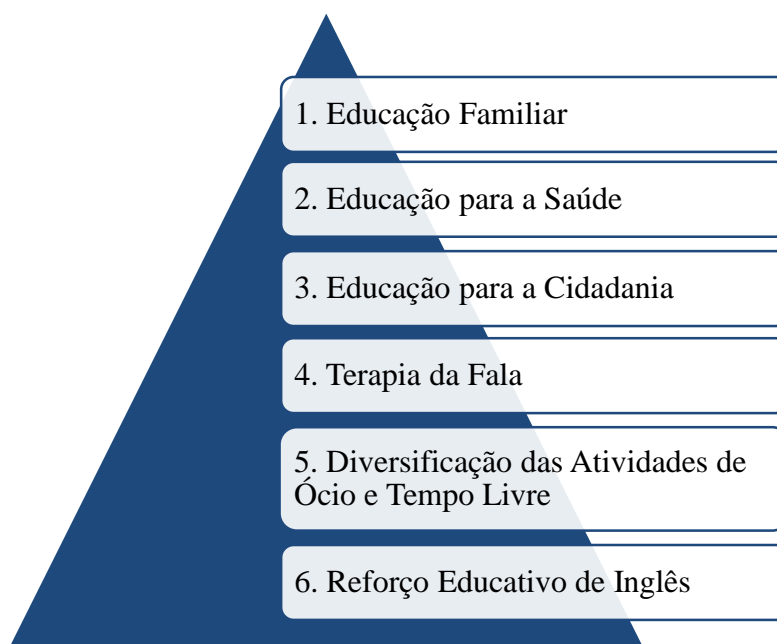 1. Educação Familiar
2. Educação para a Saúde
3. Educação para a Cidadania
4. Terapia da Fala
5. Diversificação das Atividades de
Ócio e Tempo Livre
6. Reforço Educativo de Inglês